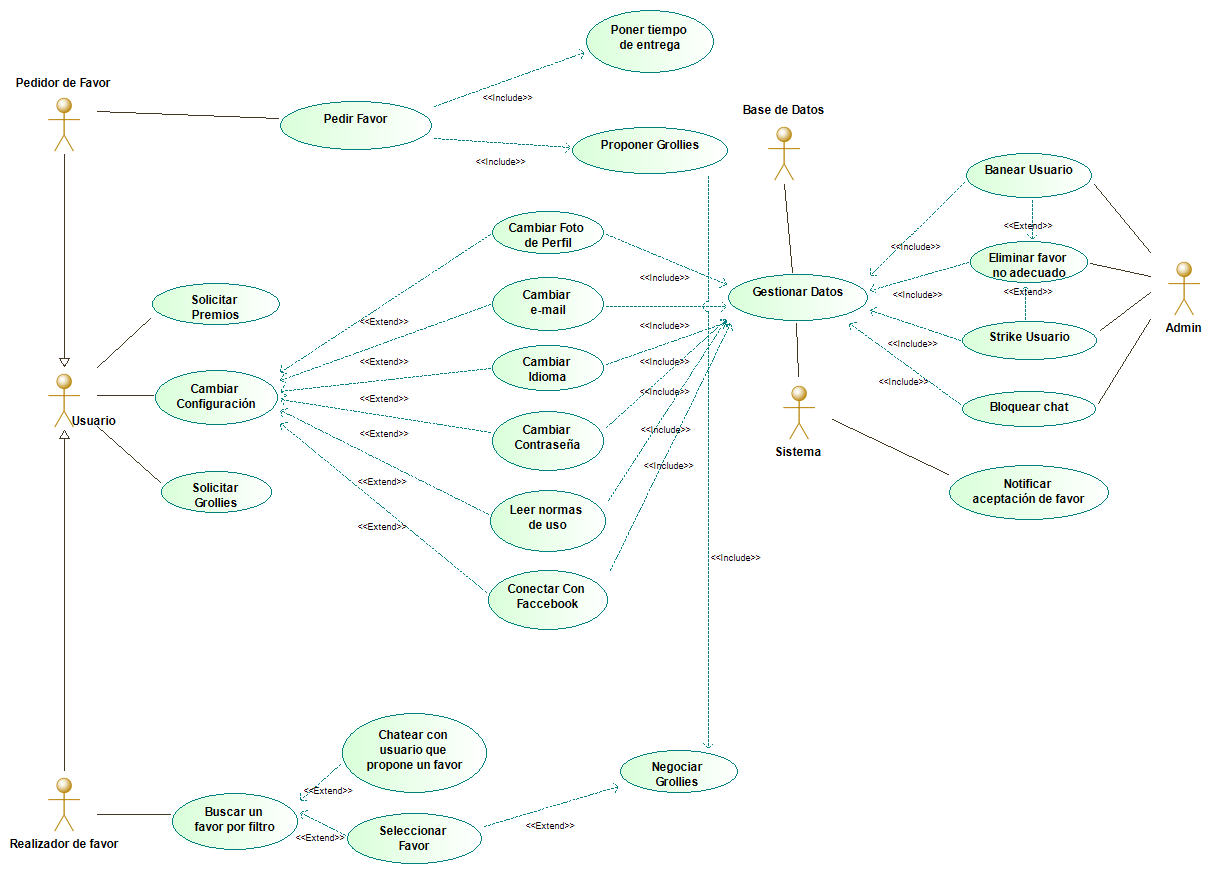 Poner tiempo
de entrega
Pedidor de Favor
<<Include>>
Base de Datos
Pedir Favor
Proponer Grollies
<<Include>>
Banear Usuario
Cambiar Foto
de Perfil
<<Extend>>
<<Include>>
Eliminar favor
no adecuado
<<Include>>
Gestionar Datos
<<Include>>
<<Extend>>
Solicitar
Premios
Cambiar
e-mail
Admin
<<Extend>>
<<Include>>
Strike Usuario
<<Include>>
Cambiar
Idioma
<<Extend>>
<<Include>>
<<Include>>
Cambiar
Configuración
<<Extend>>
<<Include>>
Bloquear chat
Usuario
<<Extend>>
Cambiar
Contraseña
<<Include>>
Sistema
<<Include>>
Solicitar
Grollies
<<Extend>>
Notificar
aceptación de favor
Leer normas
de uso
<<Extend>>
<<Include>>
Conectar Con
Faccebook
Chatear con
usuario que
propone un favor
Negociar
Grollies
<<Extend>>
Buscar un
favor por filtro
<<Extend>>
Seleccionar
Favor
<<Extend>>
Realizador de favor